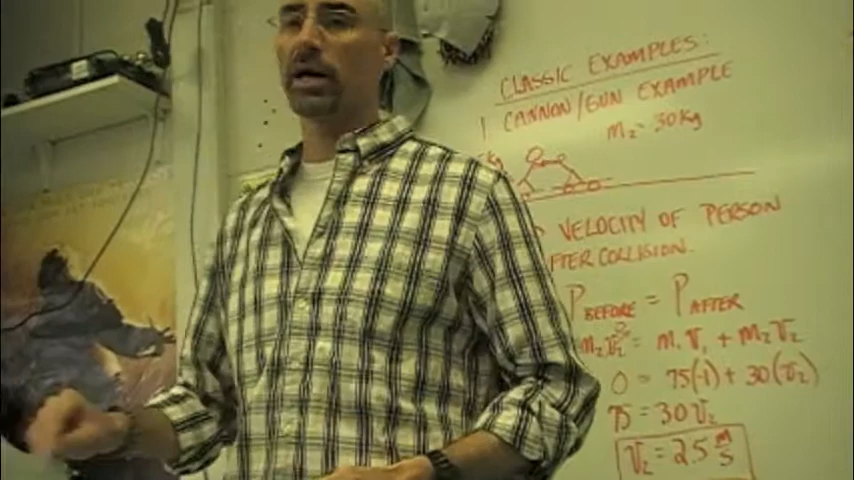 CLASSIC EXAMPLES:
1 CANNON/GUN EXAMPLE
m₂ = 30kg
kg
VELOCITY OF PERSON
AFTER COLLISION.
P BEFORE = P AFTER
= m₁v₁ + m₂v₂
0 = 75(-1) + 30(v₂)
75 = 30v₂
v₂ = 2.5 m/s